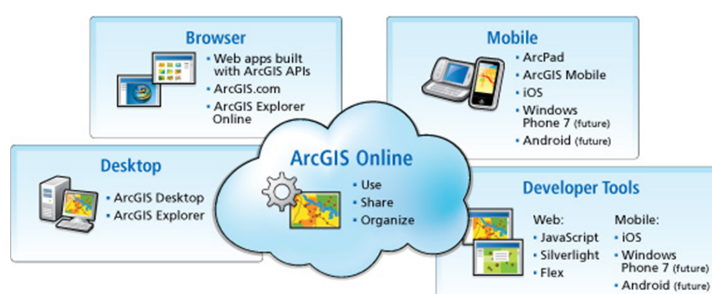 Browser
▪ Web apps built
with ArcGIS APIs
▪ ArcGIS.com
▪ ArcGIS Explorer
Online
Mobile
▪ ArcPad
▪ ArcGIS Mobile
▪ iOS
▪ Windows
Phone 7 (future)
▪ Android (future)
Desktop
▪ ArcGIS Desktop
▪ ArcGIS Explorer
ArcGIS Online
▪ Use
▪ Share
▪ Organize
Developer Tools
Web:
▪ JavaScript
▪ Silverlight
▪ Flex
Mobile:
▪ iOS
▪ Windows
Phone 7 (future)
▪ Android (future)